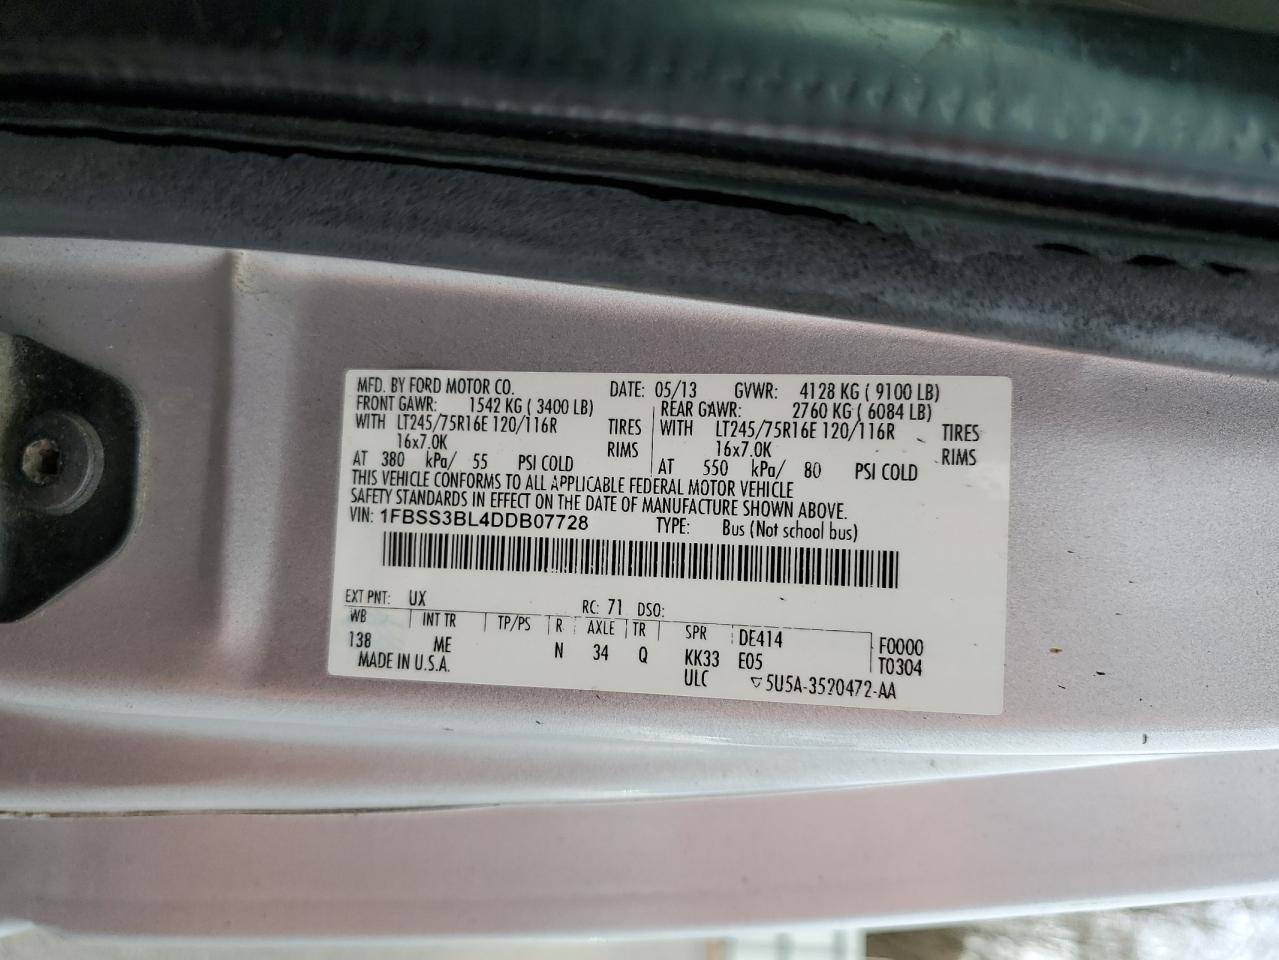 MFD. BY FORD MOTOR CO. DATE: 05/13 GVWR: 4128 KG ( 9100 LB)
FRONT GAWR: 1542 KG ( 3400 LB) REAR GAWR: 2760 KG ( 6084 LB)
WITH LT245/75R16E 120/116R TIRES WITH LT245/75R16E 120/116R TIRES
16x7.0K RIMS 16x7.0K RIMS
AT 380 kPa/ 55 PSI COLD AT 550 kPa/ 80 PSI COLD
THIS VEHICLE CONFORMS TO ALL APPLICABLE FEDERAL MOTOR VEHICLE
SAFETY STANDARDS IN EFFECT ON THE DATE OF MANUFACTURE SHOWN ABOVE.
VIN: 1FBSS3BL4DDB07728 TYPE: Bus (Not school bus)
EXT PNT: UX RC: 71 DSO:
WB INT TR TP/PS R AXLE TR SPR DE414 F0000
138 ME N 34 Q KK33 E05 T0304
MADE IN U.S.A. ULC ▽5U5A-3520472-AA